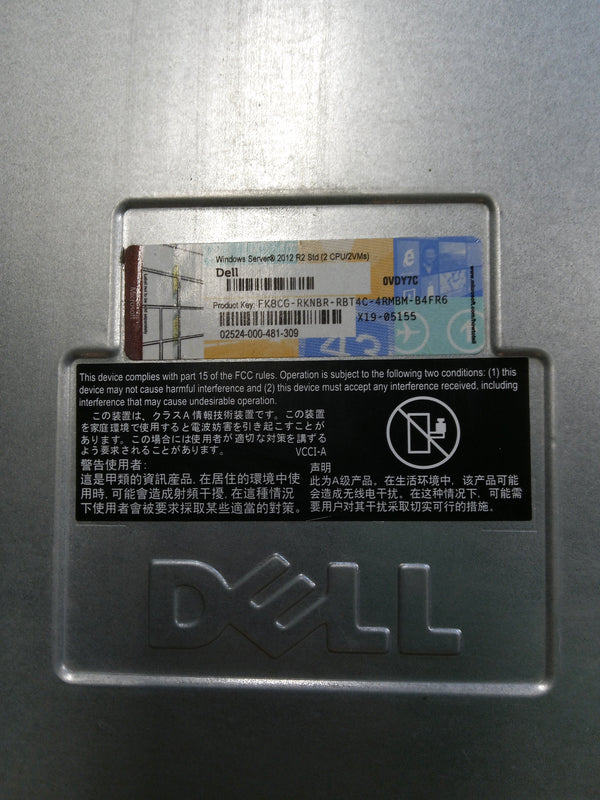 Windows Server® 2012 R2 Std (2 CPU/2VMs)
Dell
0VDY7C
Product Key: FK8CG-RKNBR-RBT4C-4RMBM-B4FR6
X19-05155
02524-000-481-309
Microsoft
This device complies with part 15 of the FCC rules. Operation is subject to the following two conditions: (1) this
device may not cause harmful interference and (2) this device must accept any interference received, including
interference that may cause undesirable operation.
この装置は、クラスA情報技術装置です。この装置
を家庭環境で使用すると電波妨害を引き起こすことが
あります。この場合には使用者が適切な対策を講ずる
よう要求されることがあります。 VCCI-A
警告使用者:
這是甲類的資訊産品, 在居住的環境中使
用時, 可能會造成射頻干擾, 在這種情況
下使用者會被要求採取某些適當的對策。
声明
此为A级产品。在生活环境中，该产品可能
会造成无线电干扰。在这种情况下，可能需
要用户对其干扰采取切实可行的措施。
DELL